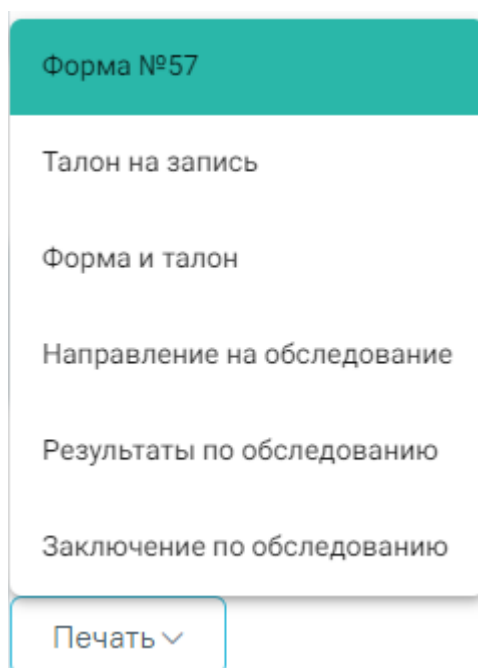 Форма №57
Талон на запись
Форма и талон
Направление на обследование
Результаты по обследованию
Заключение по обследованию
Печать